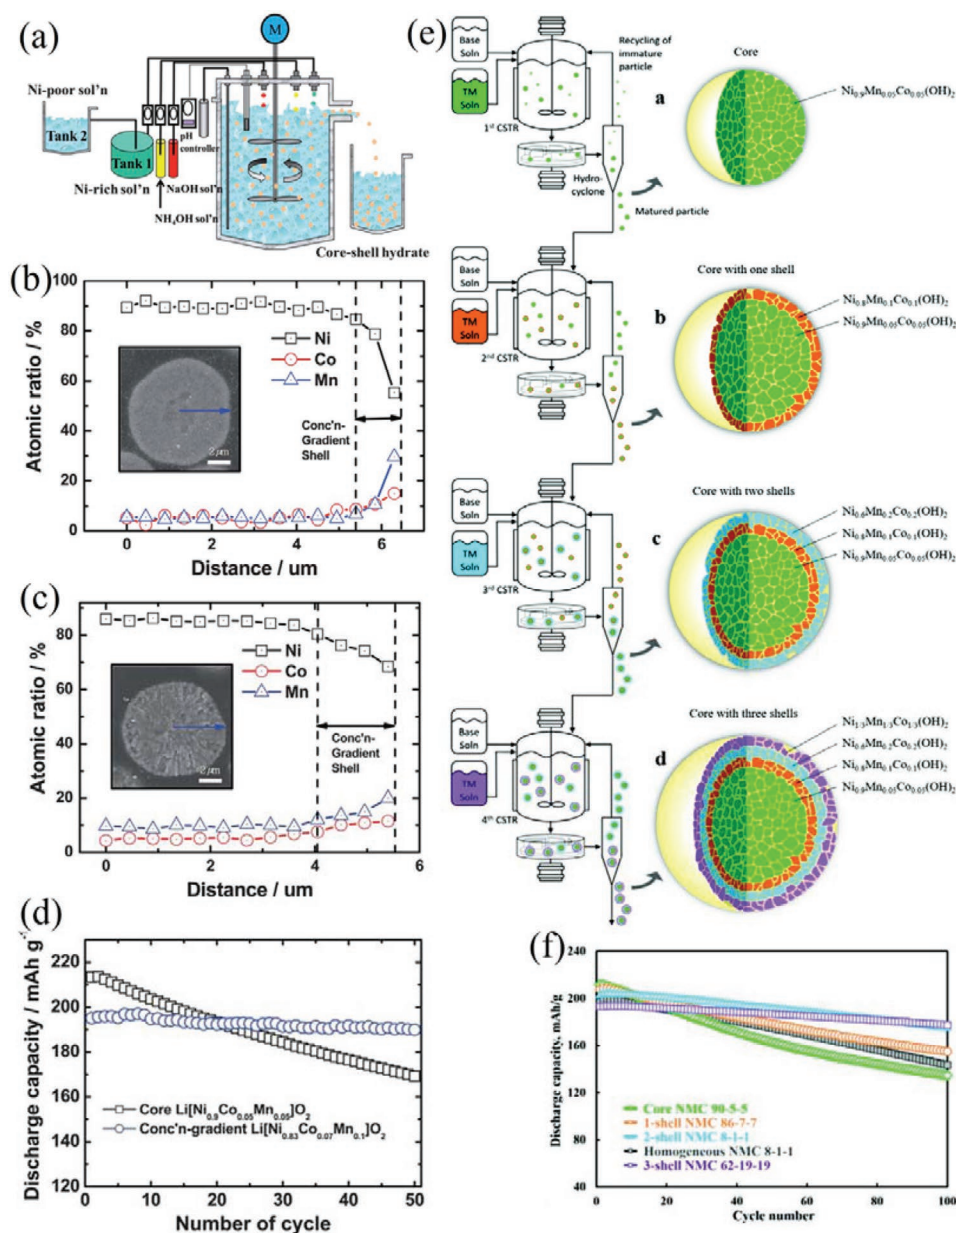 (a)
M
Ni-poor sol'n
Tank 2
Tank 1
pH
controller
Ni-rich sol'n
NaOH sol'n
NH₄OH sol'n
Core-shell hydrate
(b)
Atomic ratio / %
100
80
60
40
20
0
Ni
Co
Mn
2μm
Conc'n-
Gradient
Shell
0 2 4 6
Distance / um
(c)
Atomic ratio / %
80
60
40
20
0
Ni
Co
Mn
2μm
Conc'n-
Gradient
Shell
0 1 2 3 4 5 6
Distance / um
(d)
Discharge capacity / mAh g⁻
220
200
180
160
140
120
Core Li[Ni₀.₉Co₀.₀₅Mn₀.₀₅]O₂
Conc'n-gradient Li[Ni₀.₈₃Co₀.₀₇Mn₀.₁]O₂
0 10 20 30 40 50
Number of cycle
(e)
Base
Soln
TM
Soln
1ˢᵗ CSTR
Recycling of
immature
particle
Hydro-
cyclone
Matured particle
a
Core
Ni₀.₉Mn₀.₀₅Co₀.₀₅(OH)₂
Base
Soln
TM
Soln
2ⁿᵈ CSTR
b
Core with one shell
Ni₀.₈Mn₀.₁Co₀.₁(OH)₂
Ni₀.₉Mn₀.₀₅Co₀.₀₅(OH)₂
Base
Soln
TM
Soln
3ʳᵈ CSTR
c
Core with two shells
Ni₀.₆Mn₀.₂Co₀.₂(OH)₂
Ni₀.₈Mn₀.₁Co₀.₁(OH)₂
Ni₀.₉Mn₀.₀₅Co₀.₀₅(OH)₂
Base
Soln
TM
Soln
4ᵗʰ CSTR
d
Core with three shells
Ni₁/₃Mn₁/₃Co₁/₃(OH)₂
Ni₀.₆Mn₀.₂Co₀.₂(OH)₂
Ni₀.₈Mn₀.₁Co₀.₁(OH)₂
Ni₀.₉Mn₀.₀₅Co₀.₀₅(OH)₂
(f)
Discharge capacity, mAh/g
240
200
160
120
80
40
0
Core NMC 90-5-5
1-shell NMC 86-7-7
2-shell NMC 8-1-1
Homogeneous NMC 8-1-1
3-shell NMC 62-19-19
0 20 40 60 80 100
Cycle number